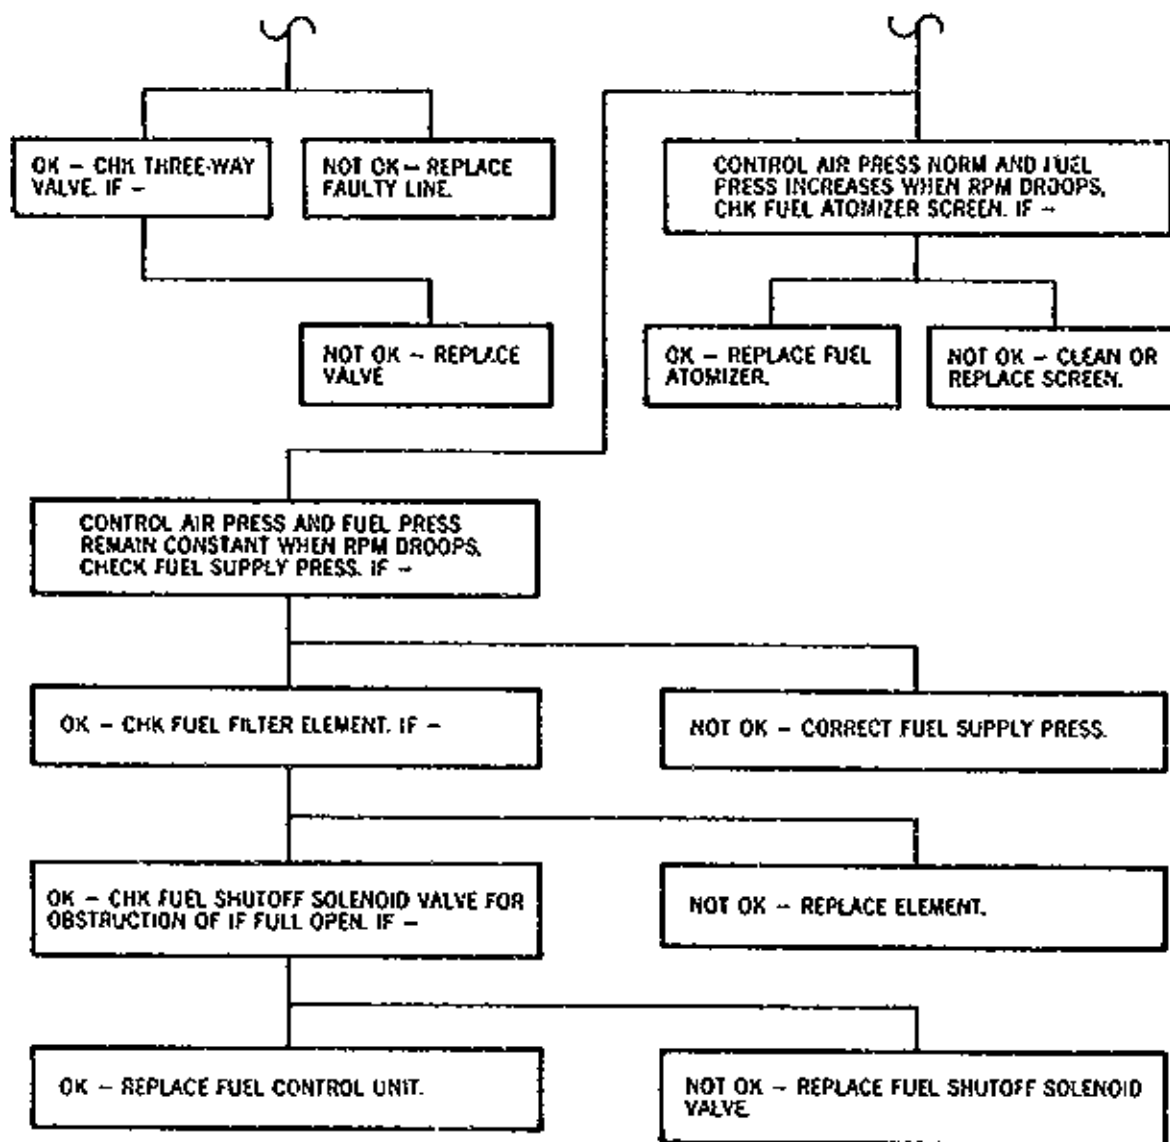 OK – CHK THREE-WAY
VALVE. IF –
NOT OK – REPLACE
FAULTY LINE.
CONTROL AIR PRESS NORM AND FUEL
PRESS INCREASES WHEN RPM DROOPS,
CHK FUEL ATOMIZER SCREEN. IF –
NOT OK – REPLACE
VALVE
OK – REPLACE FUEL
ATOMIZER.
NOT OK – CLEAN OR
REPLACE SCREEN.
CONTROL AIR PRESS AND FUEL PRESS
REMAIN CONSTANT WHEN RPM DROOPS,
CHECK FUEL SUPPLY PRESS. IF –
OK – CHK FUEL FILTER ELEMENT. IF –
NOT OK – CORRECT FUEL SUPPLY PRESS.
OK – CHK FUEL SHUTOFF SOLENOID VALVE FOR
OBSTRUCTION OF IF FULL OPEN. IF –
NOT OK – REPLACE ELEMENT.
OK – REPLACE FUEL CONTROL UNIT.
NOT OK – REPLACE FUEL SHUTOFF SOLENOID
VALVE